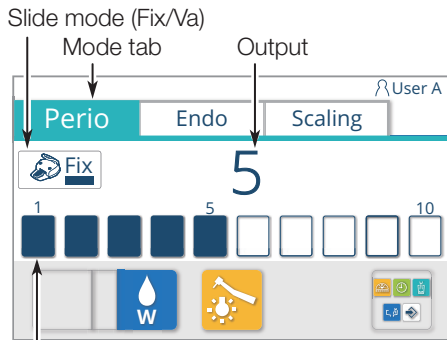 Slide mode (Fix/Va)
Mode tab
Output
User A
Perio
Endo
Scaling
Fix
5
1
5
10
W